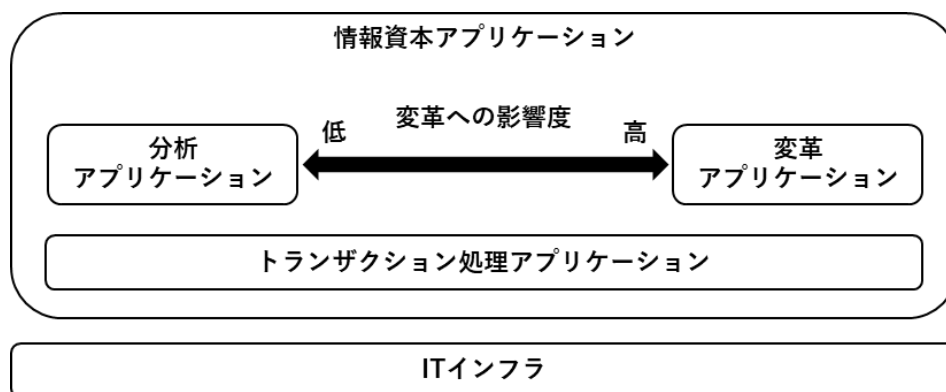 情報資本アプリケーション
変革への影響度
低
高
分析
アプリケーション
変革
アプリケーション
トランザクション処理アプリケーション
ITインフラ